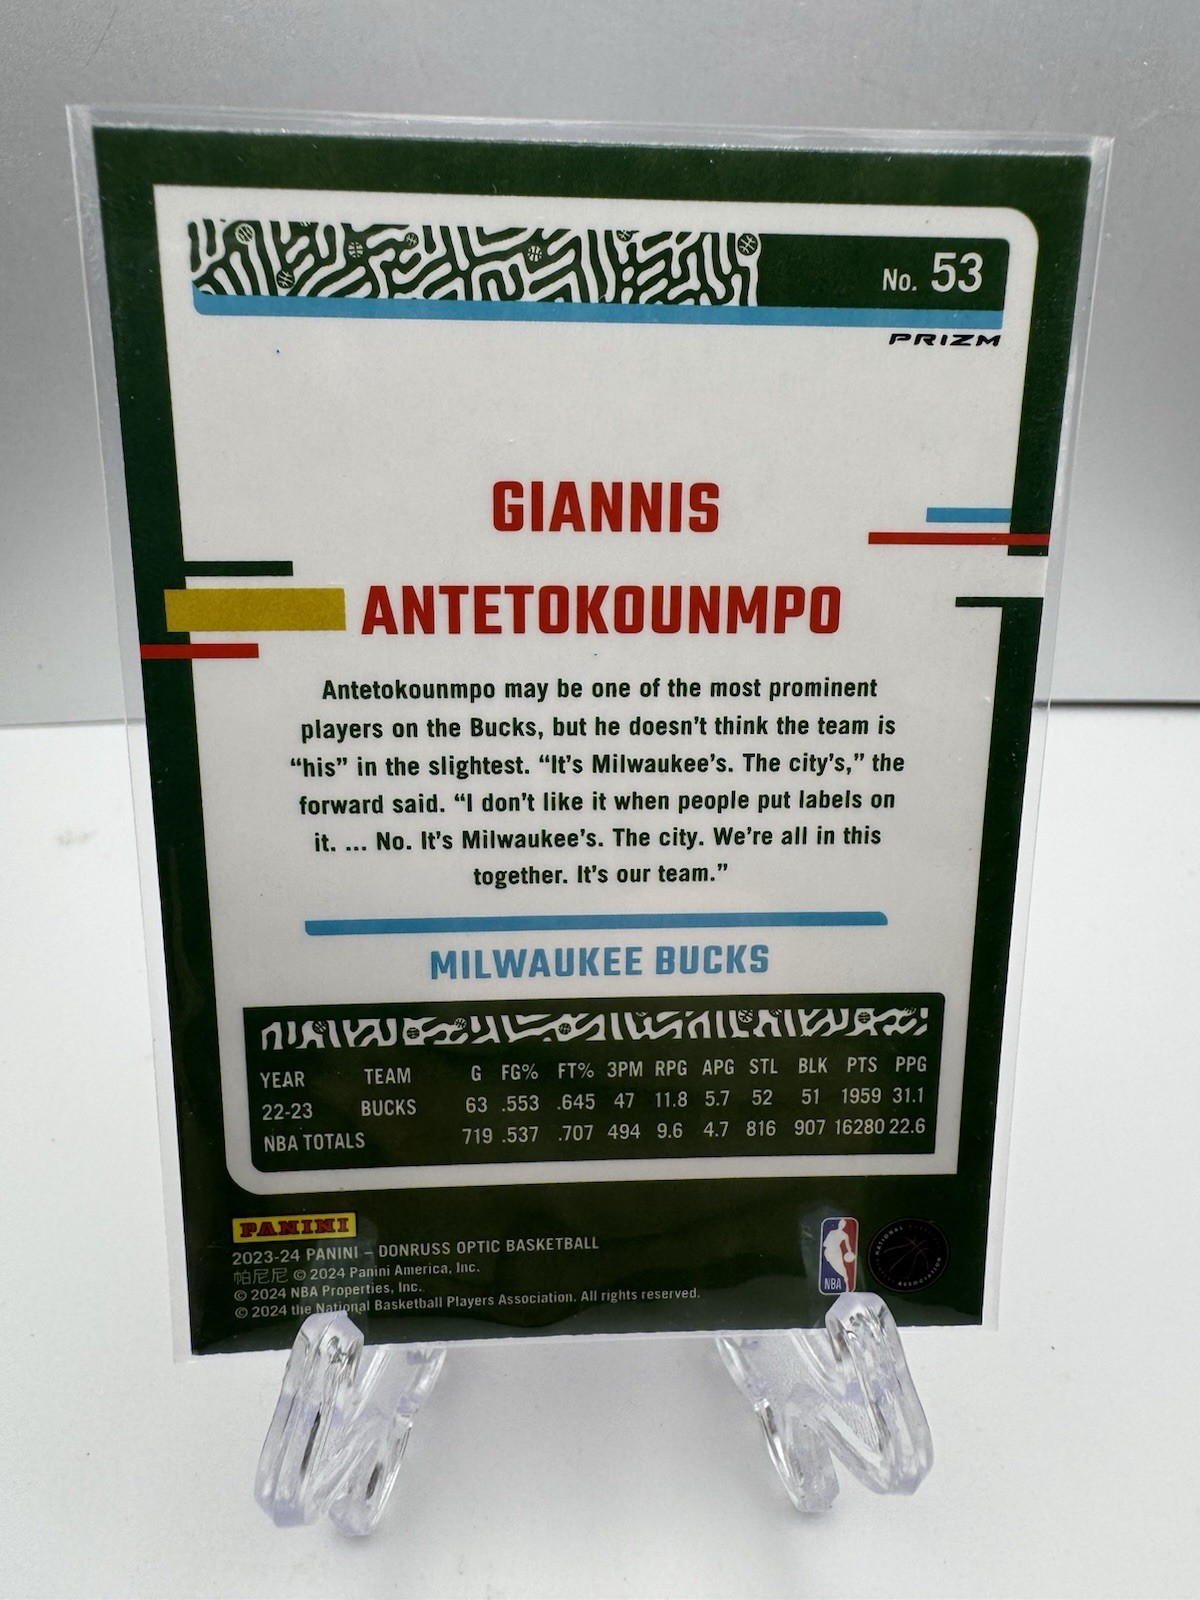 No. 53
PRIZM
GIANNIS
ANTETOKOUNMPO
Antetokounmpo may be one of the most prominent
players on the Bucks, but he doesn't think the team is
“his” in the slightest. “It's Milwaukee's. The city's,” the
forward said. “I don't like it when people put labels on
it. ... No. It's Milwaukee's. The city. We're all in this
together. It's our team.”
MILWAUKEE BUCKS
YEAR TEAM G FG% FT% 3PM RPG APG STL BLK PTS PPG
22-23 BUCKS 63 .553 .645 47 11.8 5.7 52 51 1959 31.1
NBA TOTALS 719 .537 .707 494 9.6 4.7 816 907 16280 22.6
PANINI
2023-24 PANINI – DONRUSS OPTIC BASKETBALL
帕尼尼 © 2024 Panini America, Inc.
© 2024 NBA Properties, Inc.
© 2024 the National Basketball Players Association. All rights reserved.
NBA